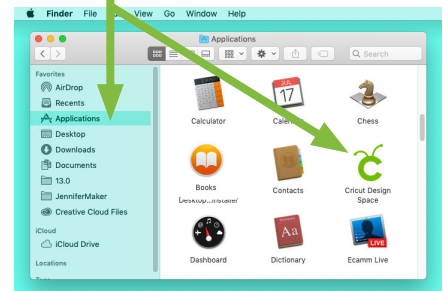 Finder File View Go Window Help
Applications
Search
Favorites
AirDrop
Recents
Applications
Desktop
Downloads
Documents
13.0
JenniferMaker
Creative Cloud Files
iCloud
iCloud Drive
Locations
JUL
17
Calculator
Chess
Books
Contacts
Cricut Design
Space
Aa
LIVE
Dashboard
Dictionary
Ecamm Live